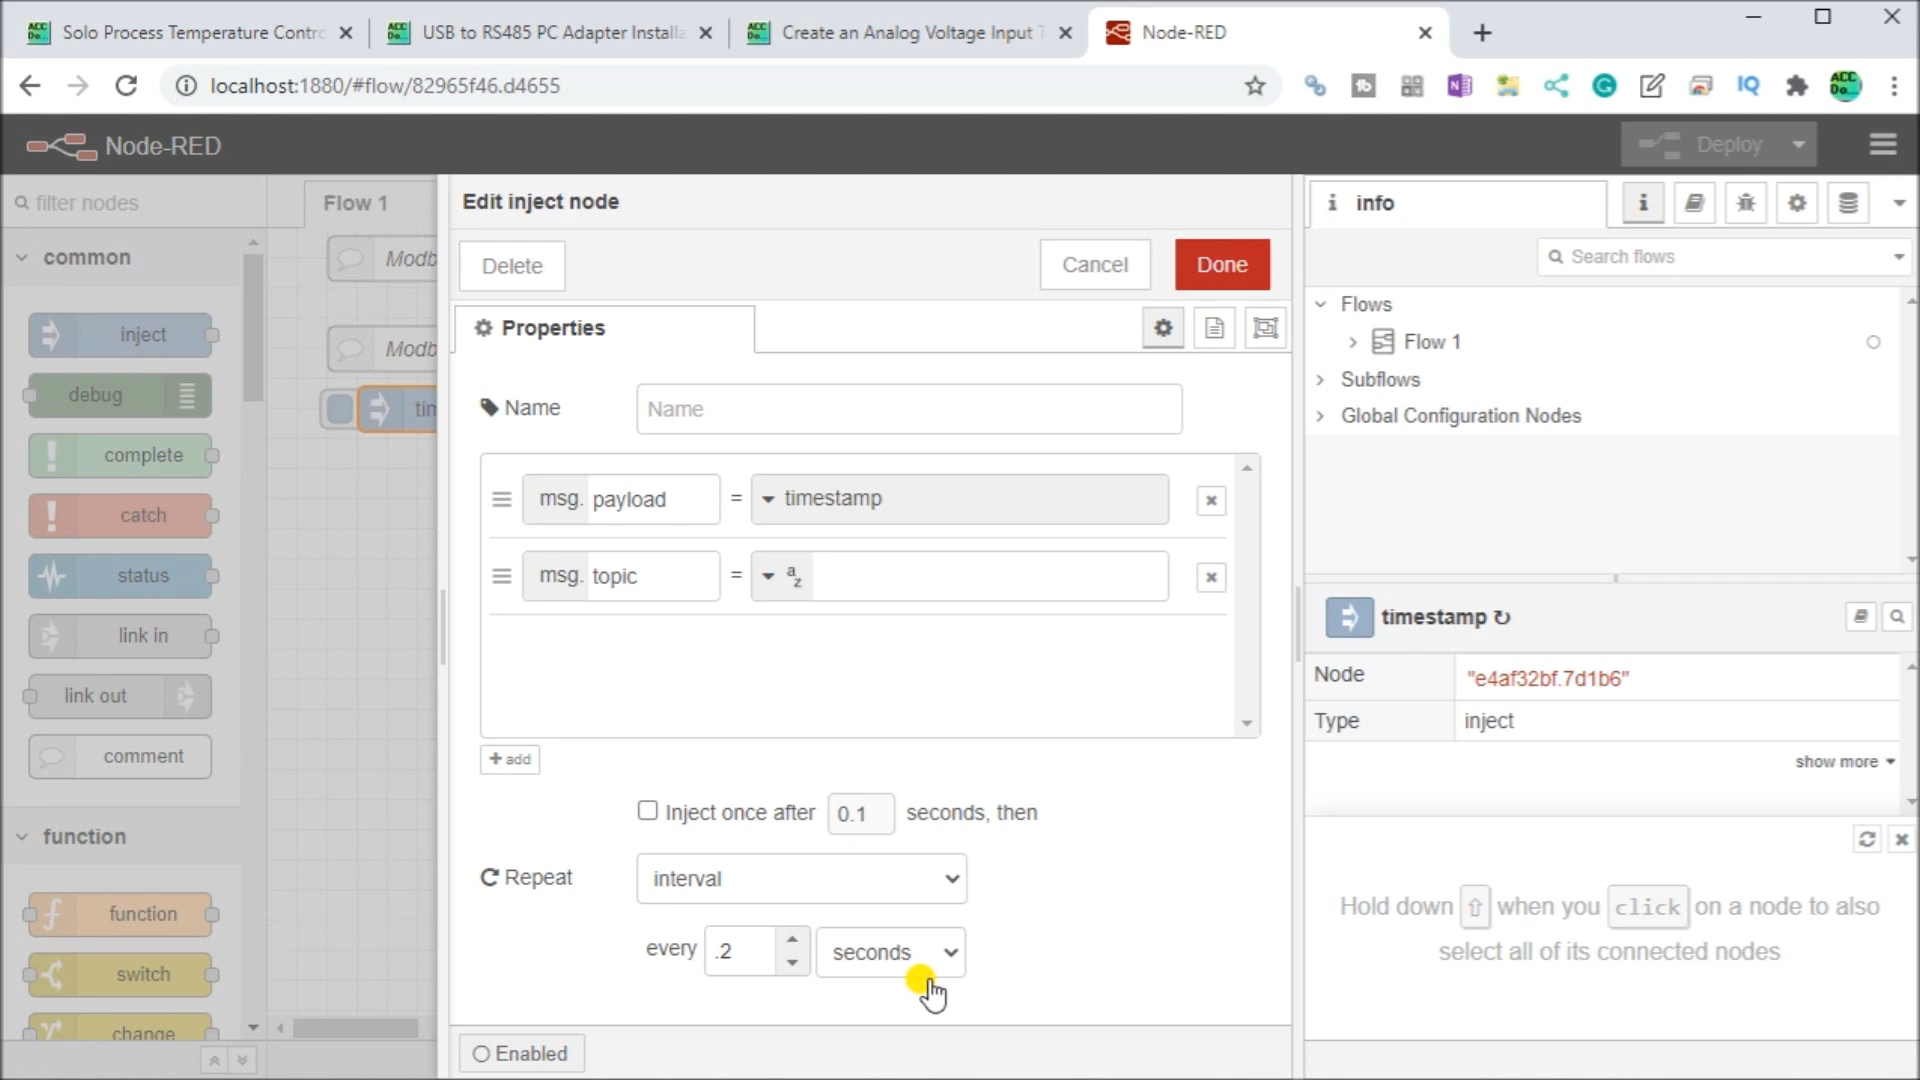 Solo Process Temperature Contro
USB to RS485 PC Adapter Installa
Create an Analog Voltage Input T
Node-RED
localhost:1880/#flow/82965f46.d4655
Node-RED
Deploy
filter nodes
common
inject
debug
complete
catch
status
link in
link out
comment
function
function
switch
change
Flow 1
Modb
Modb
tim
Edit inject node
Delete
Cancel
Done
Properties
Name
Name
msg. payload = timestamp
msg. topic = az
+ add
Inject once after 0.1 seconds, then
Repeat interval
every .2 seconds
Enabled
i info
Search flows
Flows
Flow 1
Subflows
Global Configuration Nodes
timestamp ↻
Node "e4af32bf.7d1b6"
Type inject
show more
Hold down ⇧ when you click on a node to also
select all of its connected nodes